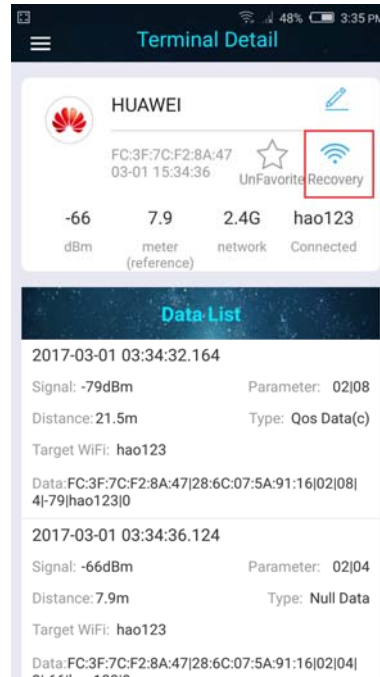 48% 3:35 PM
Terminal Detail
HUAWEI
FC:3F:7C:F2:8A:47
03-01 15:34:36
UnFavorite Recovery
-66 7.9 2.4G hao123
dBm meter network Connected
(reference)
Data List
2017-03-01 03:34:32.164
Signal: -79dBm Parameter: 02|08
Distance: 21.5m Type: Qos Data(c)
Target WiFi: hao123
Data:FC:3F:7C:F2:8A:47|28:6C:07:5A:91:16|02|08|
4|-79|hao123|0
2017-03-01 03:34:36.124
Signal: -66dBm Parameter: 02|04
Distance: 7.9m Type: Null Data
Target WiFi: hao123
Data:FC:3F:7C:F2:8A:47|28:6C:07:5A:91:16|02|04|